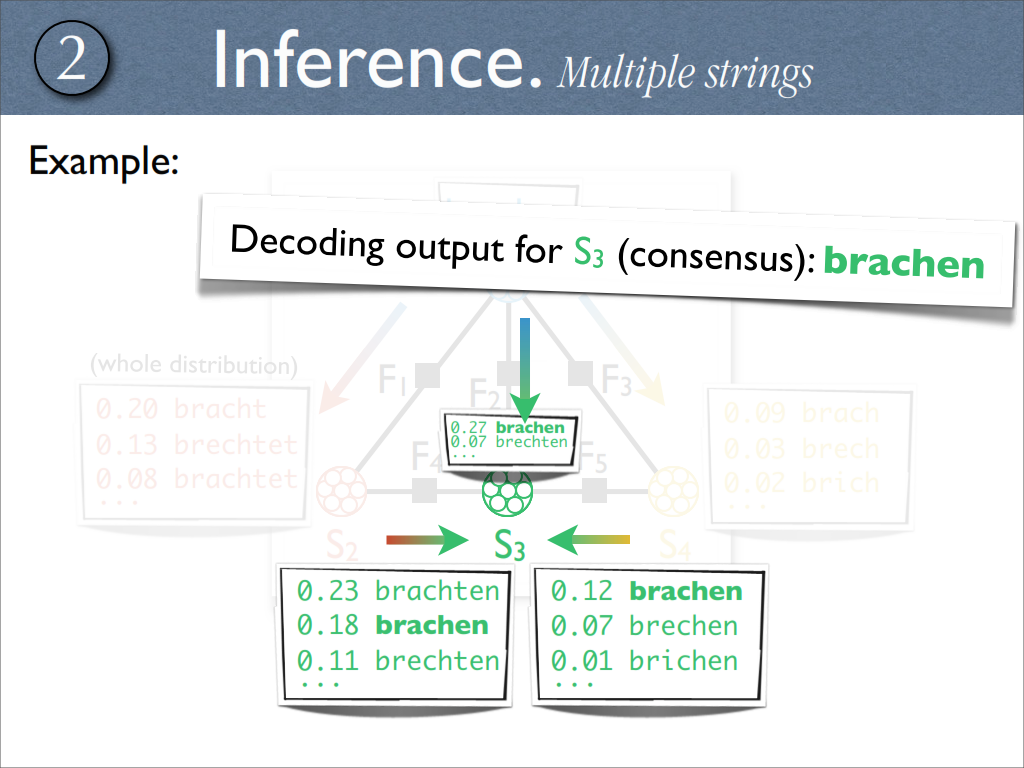 2
Inference. Multiple strings
Example:
Decoding output for S3 (consensus): brachen
(whole distribution)
0.20 bracht
0.13 brechtet
0.08 brachtet
...
F1
F2
F3
0.09 brach
0.03 brech
0.02 brich
...
0.27 brachen
0.07 brechten
...
F4
F5
S2
S3
S4
0.23 brachten
0.18 brachen
0.11 brechten
...
0.12 brachen
0.07 brechen
0.01 brichen
...